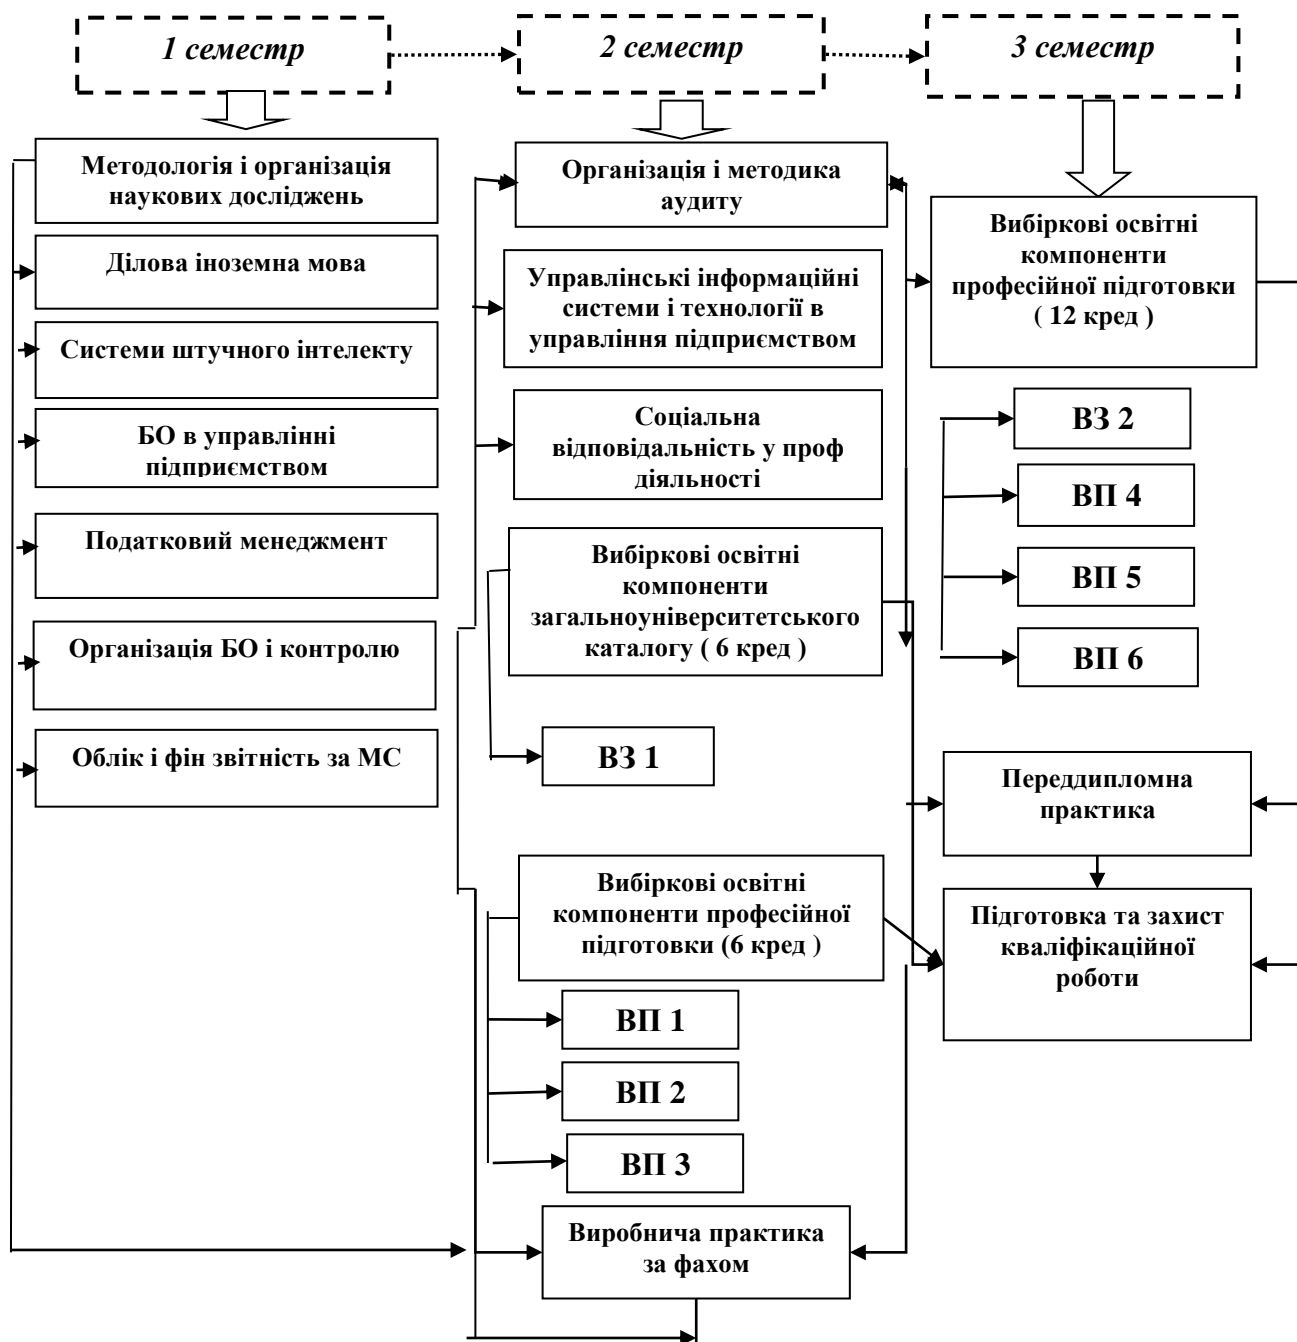 1 семестр
2 семестр
3 семестр
Методологія і організація
наукових досліджень
Ділова іноземна мова
Системи штучного інтелекту
БО в управлінні
підприємством
Податковий менеджмент
Організація БО і контролю
Облік і фін звітність за МС
Організація і методика
аудиту
Управлінські інформаційні
системи і технології в
управління підприємством
Соціальна
відповідальність у проф
діяльності
Вибіркові освітні
компоненти
загальноуніверситетського
каталогу ( 6 кред )
ВЗ 1
Вибіркові освітні
компоненти професійної
підготовки (6 кред )
ВП 1
ВП 2
ВП 3
Виробнича практика
за фахом
Вибіркові освітні
компоненти
професійної підготовки
( 12 кред )
ВЗ 2
ВП 4
ВП 5
ВП 6
Переддипломна
практика
Підготовка та захист
кваліфікаційної
роботи